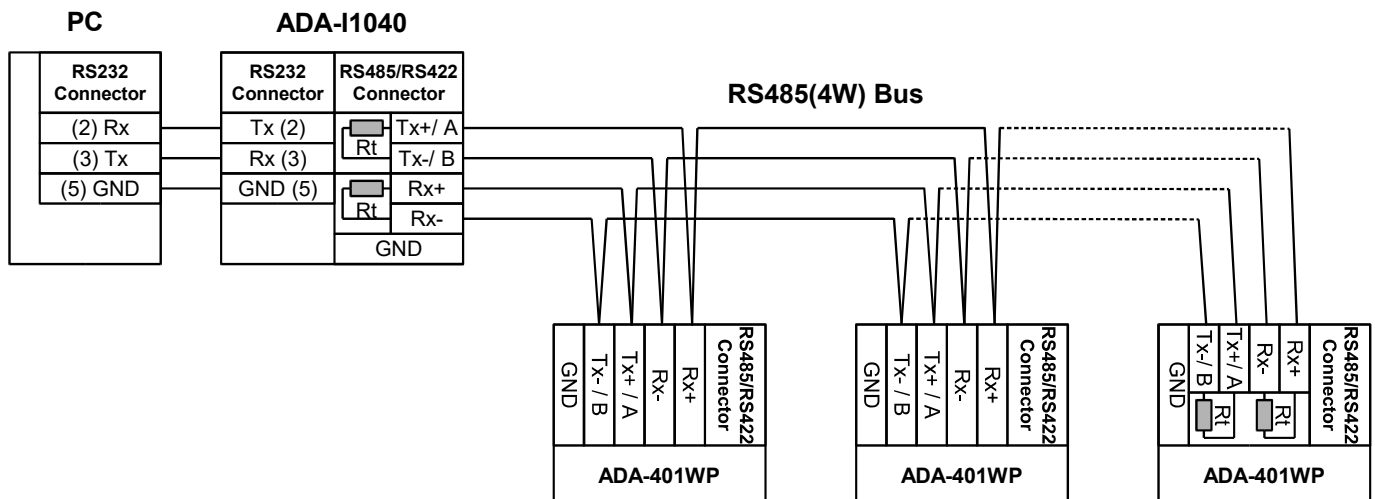 PC
ADA-I1040
RS232
Connector
(2) Rx
(3) Tx
(5) GND
RS232
Connector
Tx (2)
Rx (3)
GND (5)
RS485/RS422
Connector
Tx+/ A
Rt
Tx-/ B
Rx+
Rt
Rx-
GND
RS485(4W) Bus
GND
Tx- / B
Tx+ / A
Rx-
Rx+
RS485/RS422
Connector
ADA-401WP
GND
Tx- / B
Tx+ / A
Rx-
Rx+
RS485/RS422
Connector
ADA-401WP
GND
Tx-/ B
Tx+/ A
Rx-
Rx+
Rt
Rt
RS485/RS422
Connector
ADA-401WP